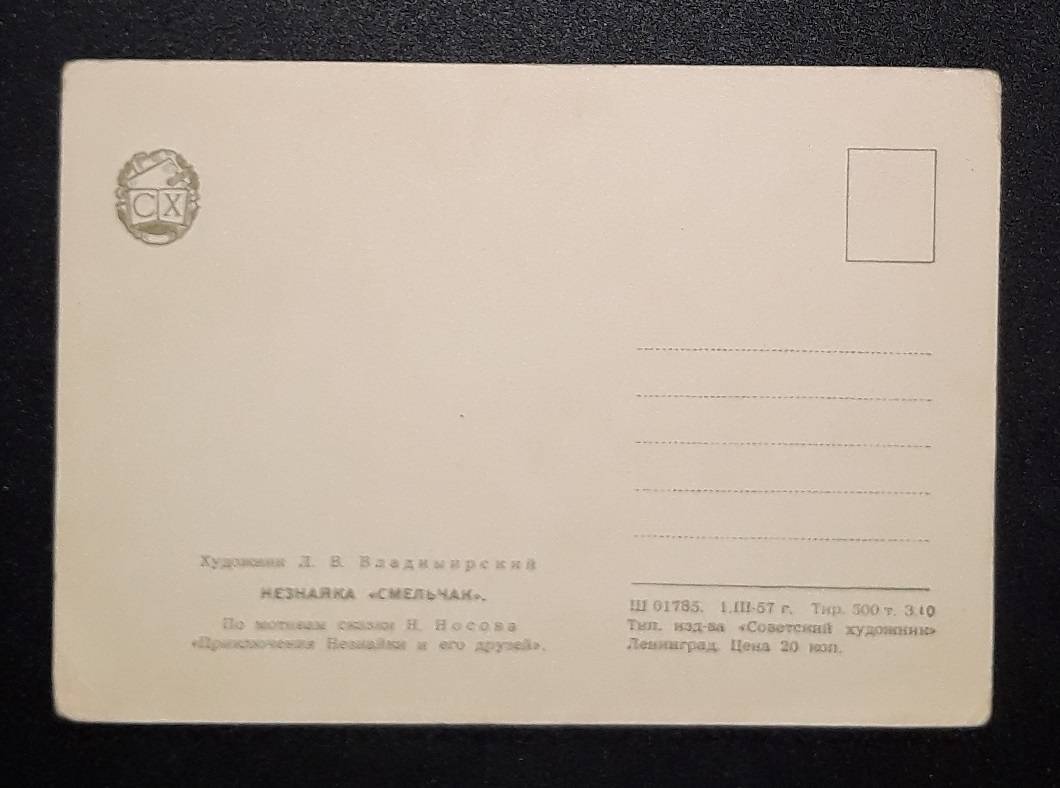 СХ
Художник Л. В. Владимирский
НЕЗНАЙКА «СМЕЛЬЧАК».
По мотивам сказки Н. Носова
«Приключения Незнайки и его друзей».
Ш 01785. 1.III-57 г. Тир. 500 т. З.10
Тип. изд-ва «Советский художник»
Ленинград. Цена 20 коп.